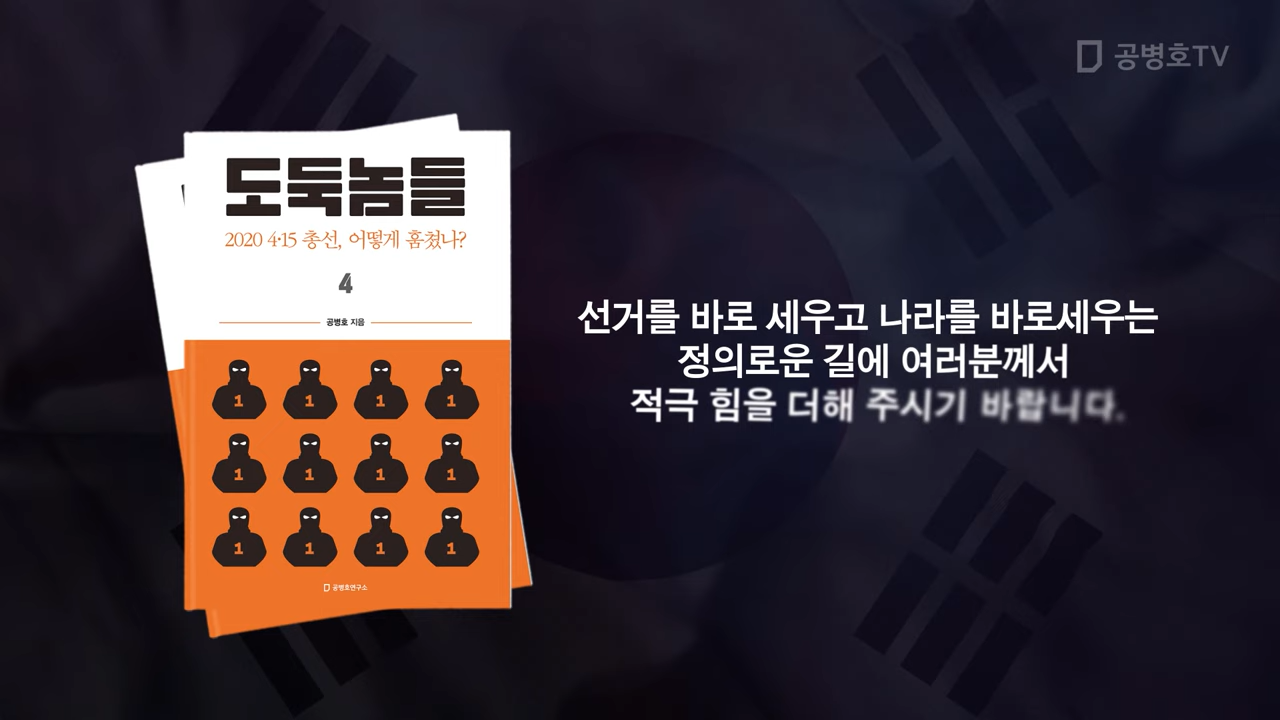 공병호TV
도둑놈들
2020 4·15 총선, 어떻게 훔쳤나?
4
공병호 지음
1 1 1 1
1 1 1 1
1 1 1 1
공병호연구소
선거를 바로 세우고 나라를 바로세우는
정의로운 길에 여러분께서
적극 힘을 더해 주시기 바랍니다.